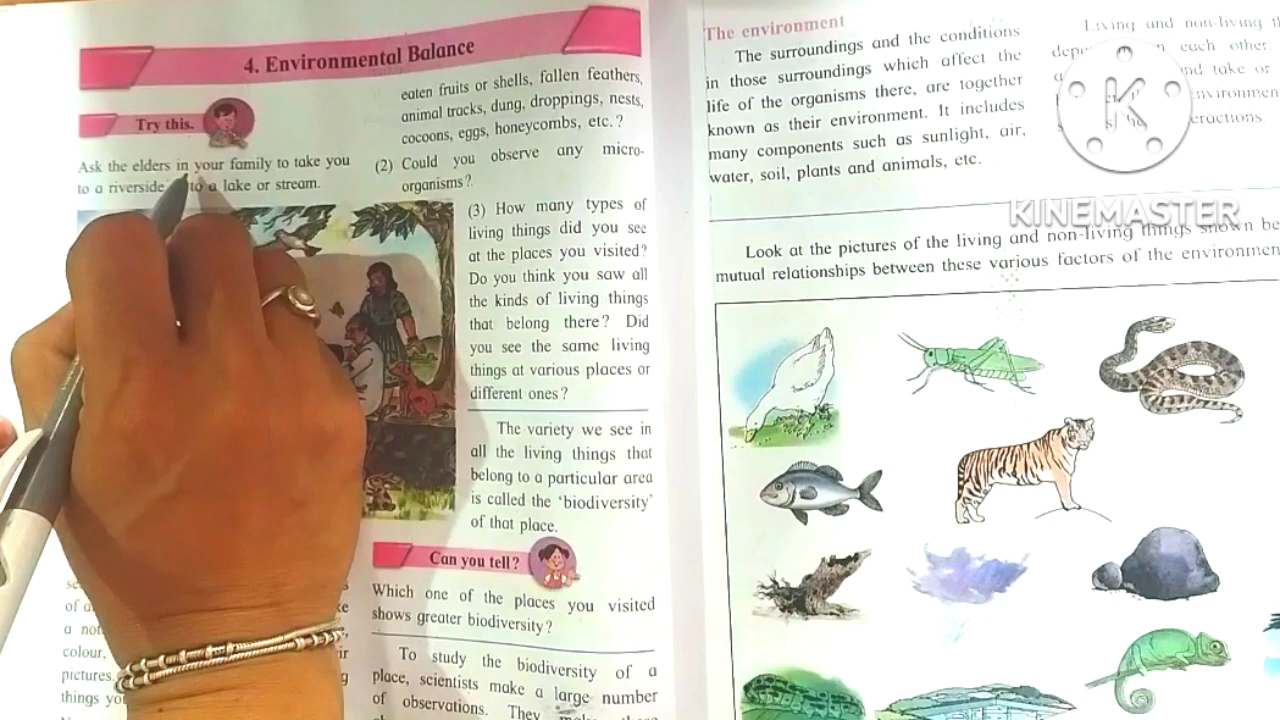 4. Environmental Balance
Try this.
Ask the elders in your family to take you
to a riverside to a lake or stream.
of
a
colour,
pictures.
things
eaten fruits or shells, fallen feathers,
animal tracks, dung, droppings, nests,
cocoons, eggs, honeycombs, etc.?
(2) Could you observe any micro-
organisms?
(3) How many types of
living things did you see
at the places you visited?
Do you think you saw all
the kinds of living things
that belong there? Did
you see the same living
things at various places or
different ones?
The variety we see in
all the living things that
belong to a particular area
is called the ‘biodiversity’
of that place.
Can you tell?
Which one of the places you visited
shows greater biodiversity?
To study the biodiversity of a
place, scientists make a large number
of observations. They
The environment
The surroundings and the conditions
in those surroundings which affect the
life of the organisms there, are together
known as their environment. It includes
many components such as sunlight, air,
water, soil, plants and animals, etc.
Living and non-living
each other.
and take or
K
KINEMASTER
Look at the pictures of the living and non-living things shown
mutual relationships between these various factors of the